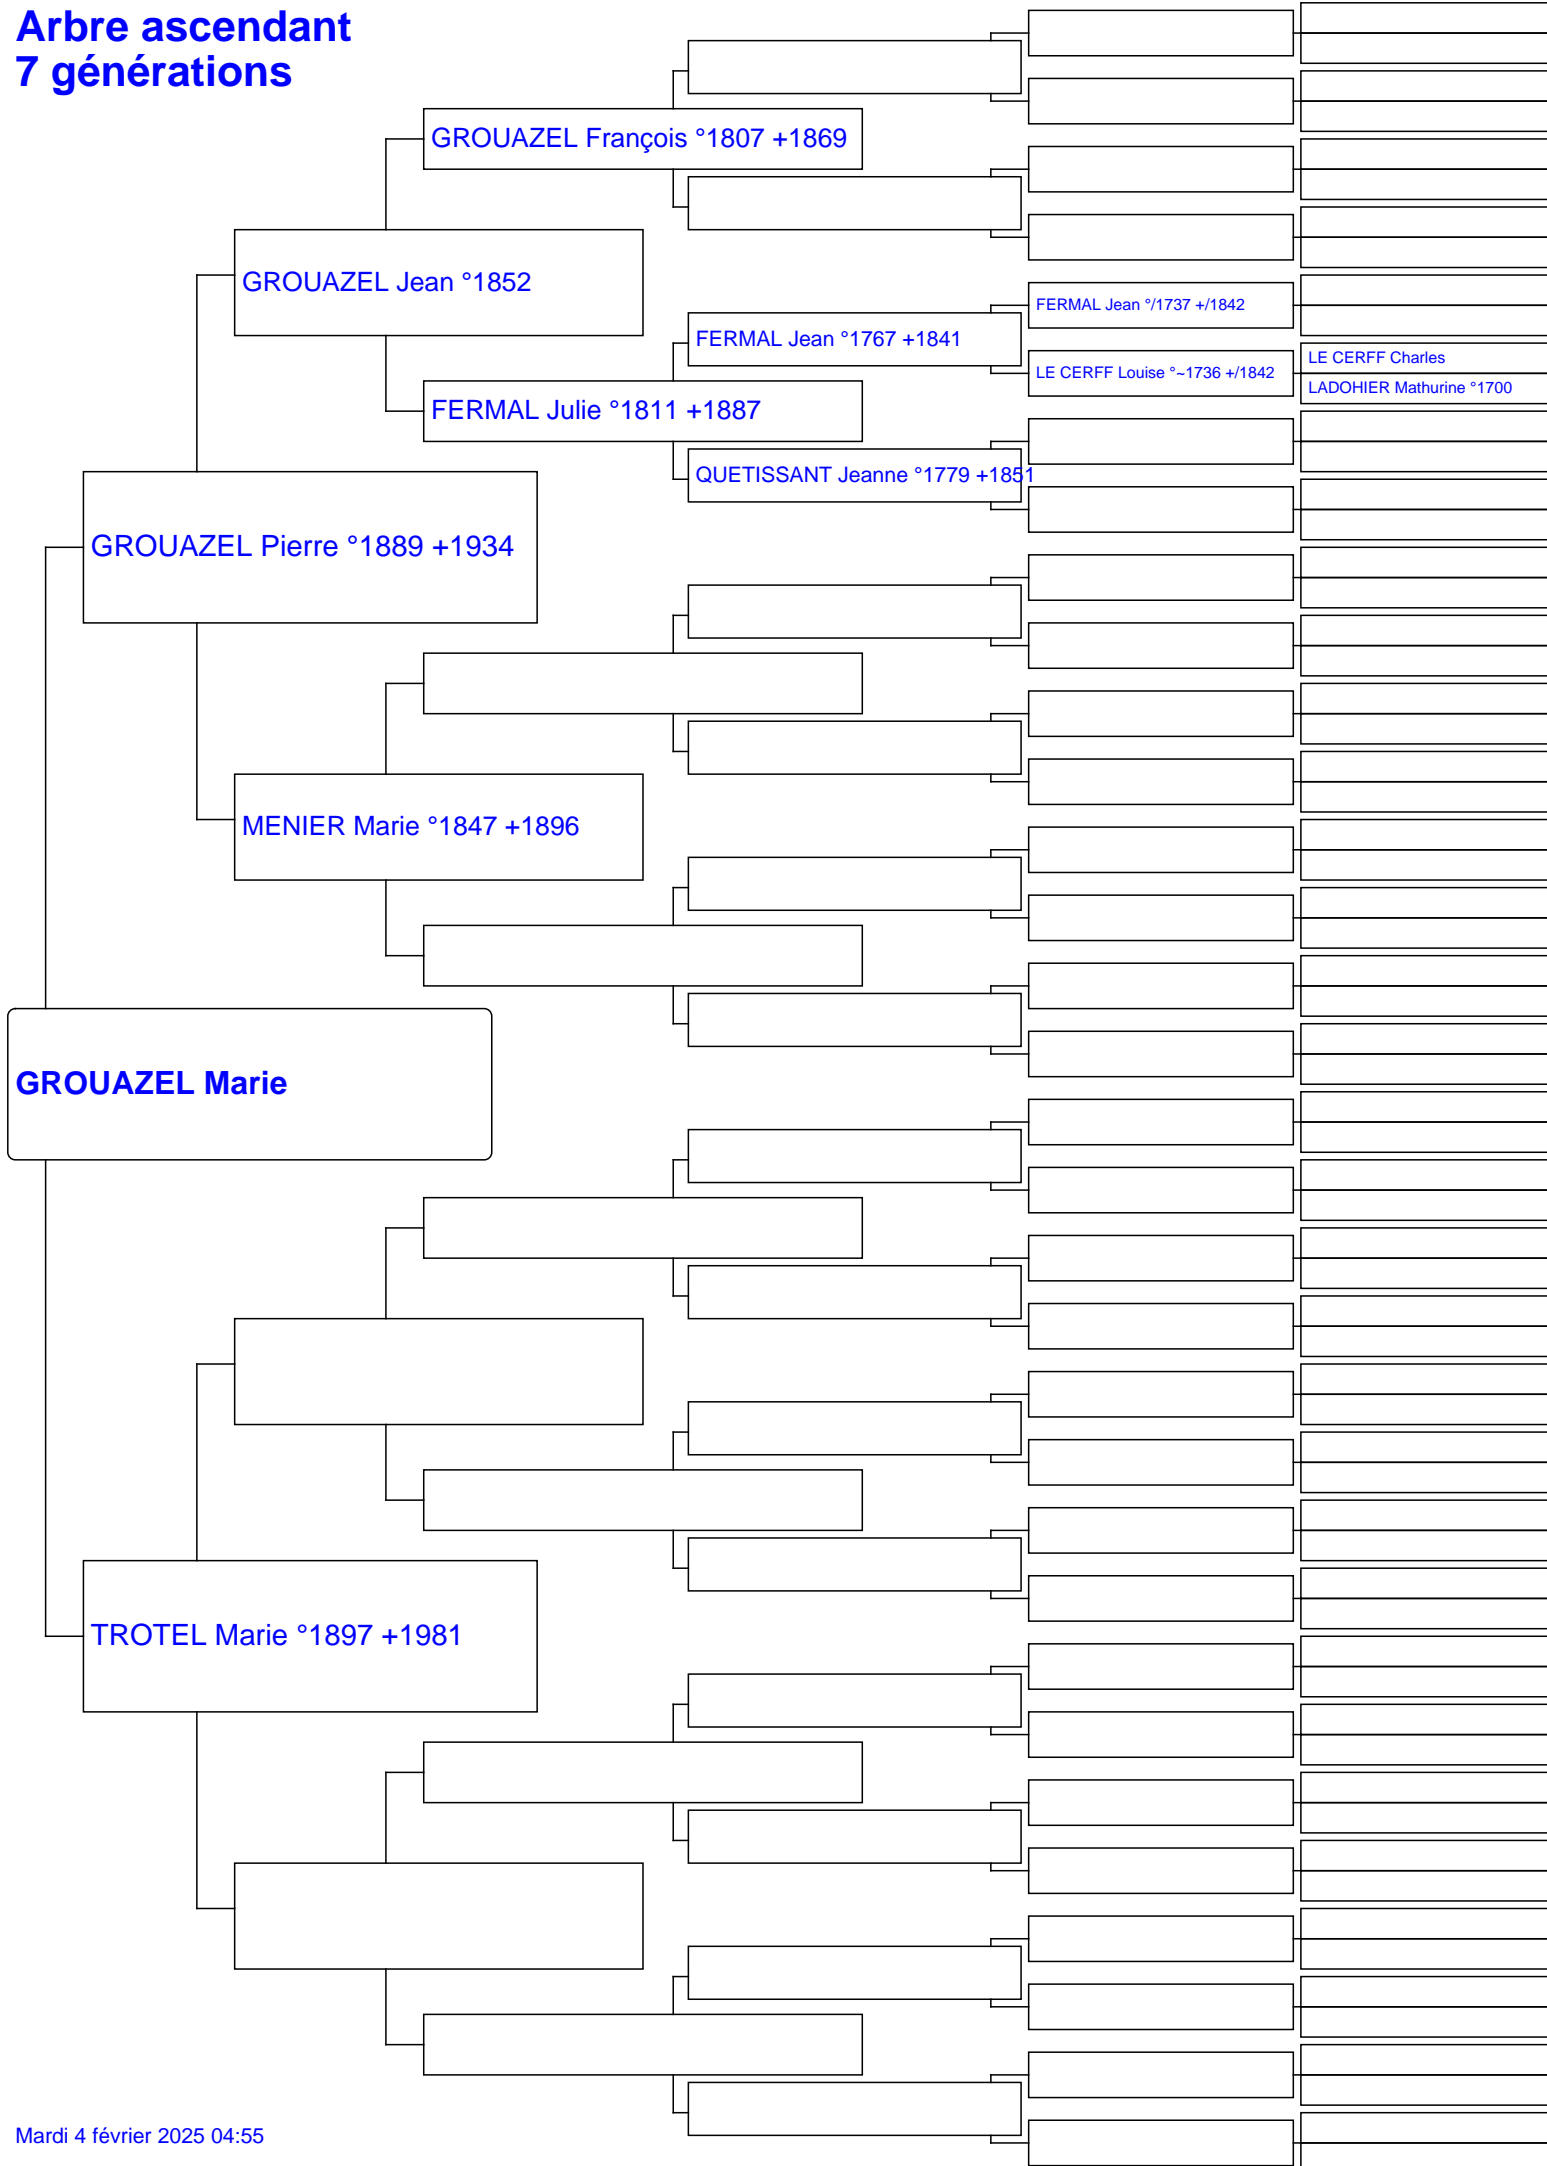 Arbre ascendant
7 générations
GROUAZEL François °1807 +1869
GROUAZEL Jean °1852
FERMAL Jean °/1737 +/1842
FERMAL Jean °1767 +1841
LE CERFF Charles
LE CERFF Louise °~1736 +/1842
LADOHIER Mathurine °1700
FERMAL Julie °1811 +1887
QUETISSANT Jeanne °1779 +1851
GROUAZEL Pierre °1889 +1934
MENIER Marie °1847 +1896
GROUAZEL Marie
TROTEL Marie °1897 +1981
Mardi 4 février 2025 04:55